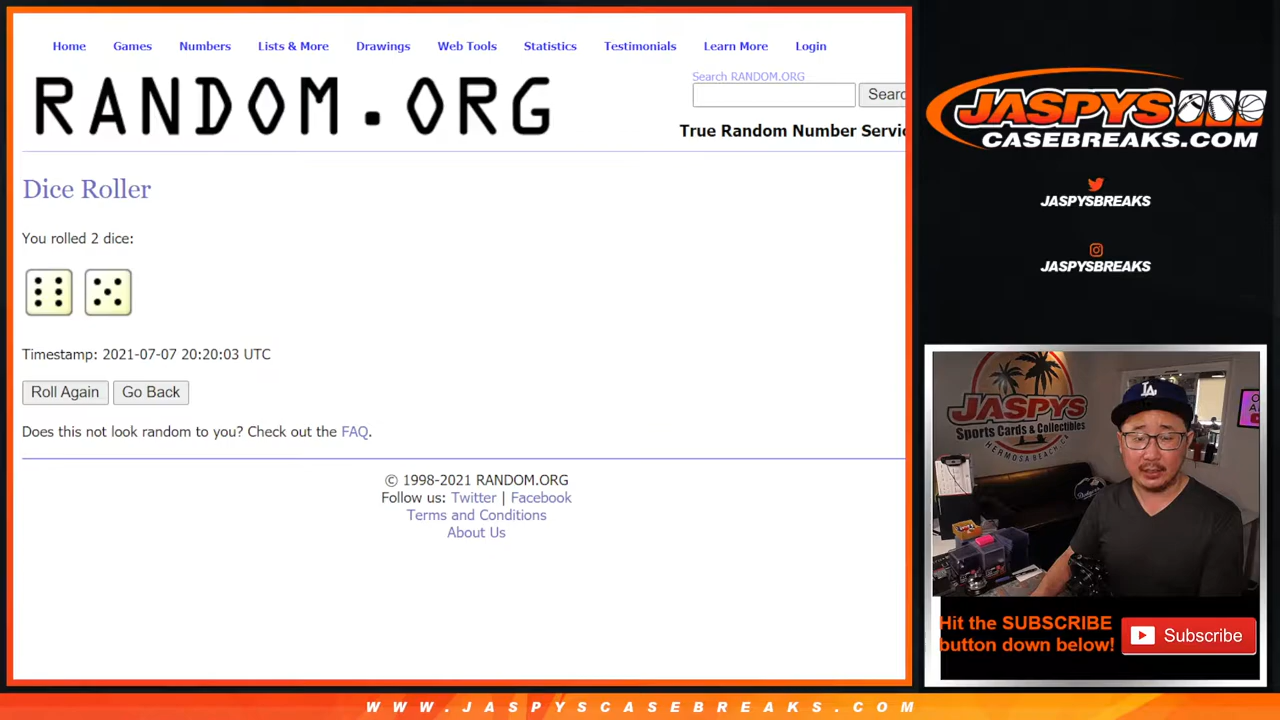 Home Games Numbers Lists & More Drawings Web Tools Statistics Testimonials Learn More Login
Search RANDOM.ORG
RANDOM.ORG
Searc
True Random Number Servic
Dice Roller
You rolled 2 dice:
Timestamp: 2021-07-07 20:20:03 UTC
Roll Again Go Back
Does this not look random to you? Check out the FAQ.
© 1998-2021 RANDOM.ORG
Follow us: Twitter | Facebook
Terms and Conditions
About Us
JASPYS
CASEBREAKS.COM
JASPYSBREAKS
JASPYSBREAKS
JASPYS
Sports Cards & Collectibles
HERMOSA BEACH, CA
LA
Dodgers
Hit the SUBSCRIBE
button down below!
Subscribe
WWW.JASPYSCASEBREAKS.COM